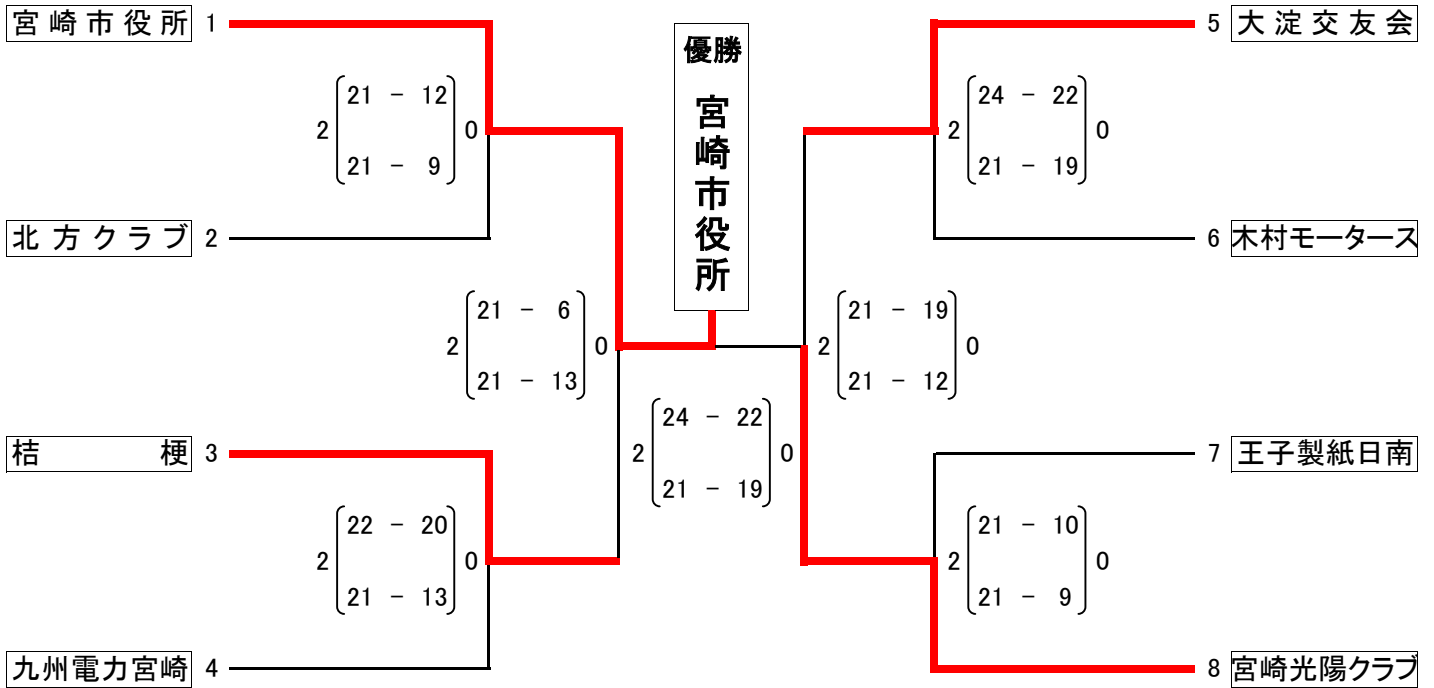 宮崎市役所 1
5 大淀交友会
優勝
宮崎市役所
21 - 12
2 0
21 - 9
24 - 22
2 0
21 - 19
北方クラブ 2
6 木村モータース
21 - 6
2 0
21 - 13
21 - 19
2 0
21 - 12
24 - 22
2 0
21 - 19
桔梗 3
7 王子製紙日南
22 - 20
2 0
21 - 13
21 - 10
2 0
21 - 9
九州電力宮崎 4
8 宮崎光陽クラブ